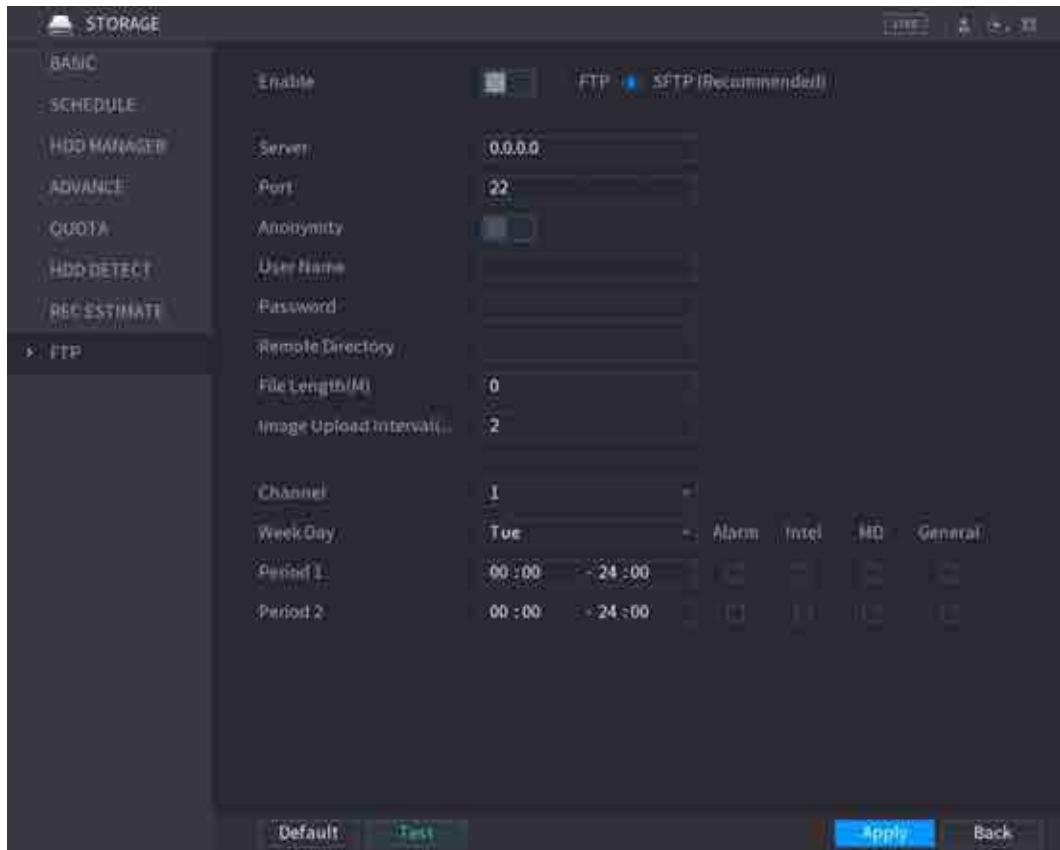 STORAGE
LIVE
BASIC
SCHEDULE
HDD MANAGER
ADVANCE
QUOTA
HDD DETECT
REC ESTIMATE
FTP
Enable FTP SFTP (Recommended)
Server 0.0.0.0
Port 22
Anonymity
User Name
Password
Remote Directory
File Length(M) 0
Image Upload Interval(... 2
Channel 1
Week Day Tue Alarm Intel MD General
Period 1 00 :00 - 24 :00
Period 2 00 :00 - 24 :00
Default Test Apply Back